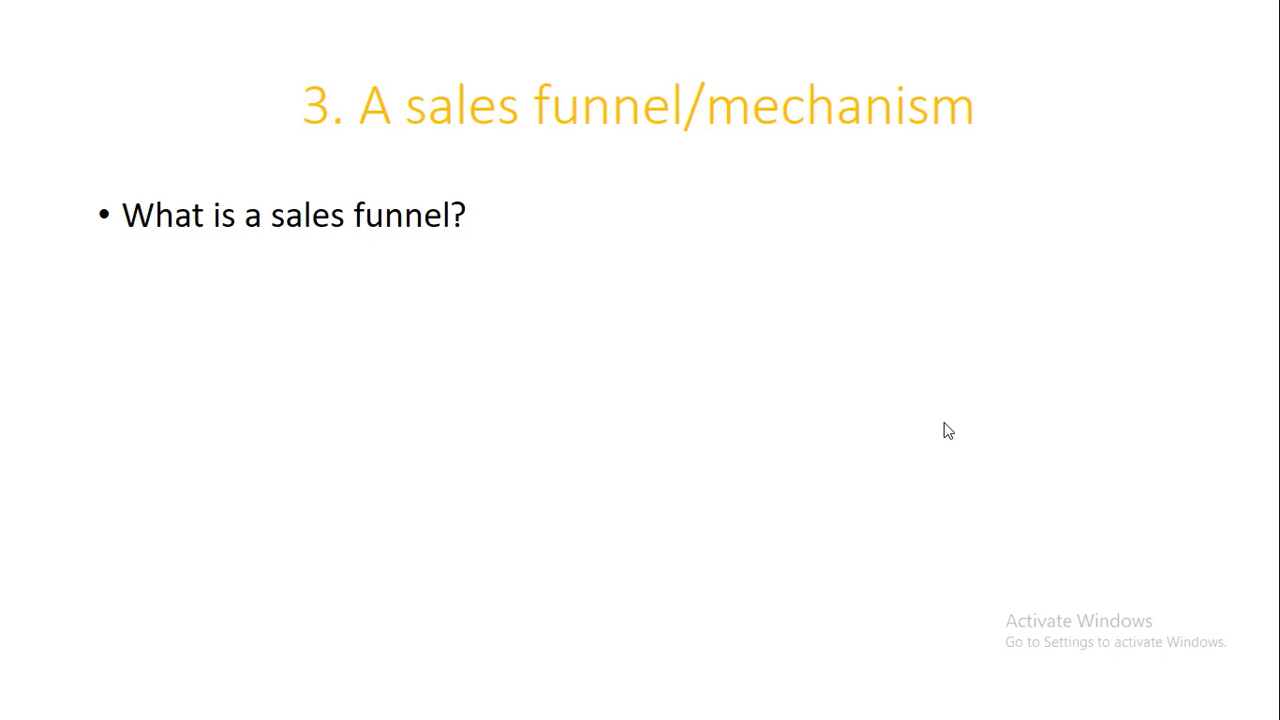 3. A sales funnel/mechanism
• What is a sales funnel?
Activate Windows
Go to Settings to activate Windows.